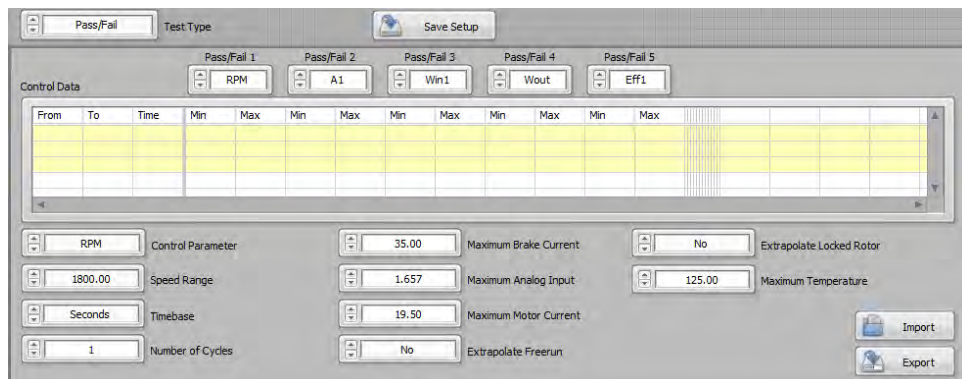 Pass/Fail Test Type Save Setup
Pass/Fail 1 Pass/Fail 2 Pass/Fail 3 Pass/Fail 4 Pass/Fail 5
Control Data RPM A1 Win1 Wout Eff1
From To Time Min Max Min Max Min Max Min Max Min Max
RPM Control Parameter 35.00 Maximum Brake Current No Extrapolate Locked Rotor
1800.00 Speed Range 1.657 Maximum Analog Input 125.00 Maximum Temperature
Seconds Timebase 19.50 Maximum Motor Current Import
1 Number of Cycles No Extrapolate Freerun Export